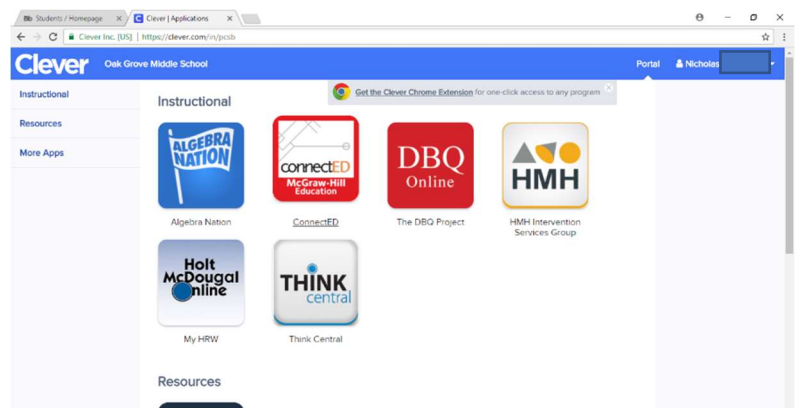 Students / Homepage
Clever | Applications
Clever Inc. [US] | https://clever.com/in/pcsb
Clever Oak Grove Middle School Portal Nicholas
Instructional
Resources
More Apps
Get the Clever Chrome Extension for one-click access to any program
Instructional
ALGEBRA NATION
Algebra Nation
connectED
McGraw-Hill
Education
ConnectED
DBQ
Online
The DBQ Project
HMH
HMH Intervention
Services Group
Holt
McDougal
Online
My HRW
THINK
central
Think Central
Resources